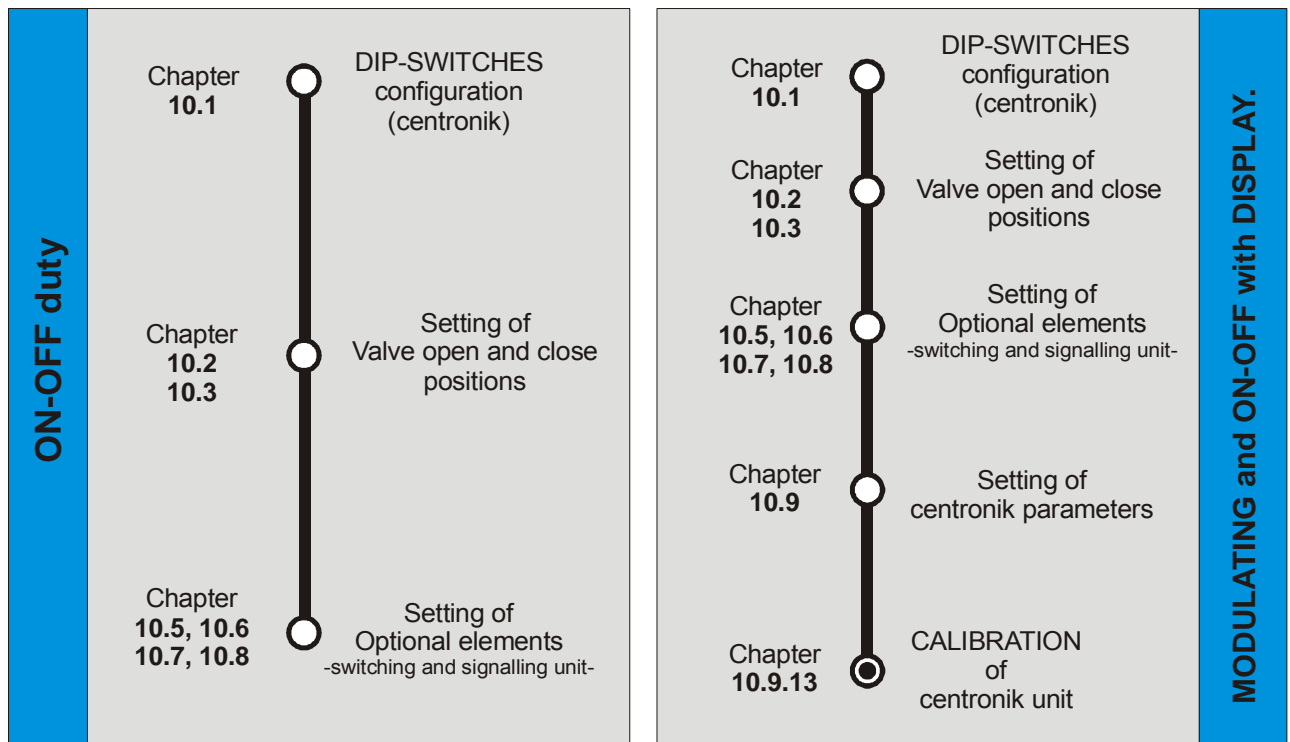 ON-OFF duty
Chapter
10.1
DIP-SWITCHES
configuration
(centronik)
Chapter
10.2
10.3
Setting of
Valve open and close
positions
Chapter
10.5, 10.6
10.7, 10.8
Setting of
Optional elements
-switching and signalling unit-
Chapter
10.1
DIP-SWITCHES
configuration
(centronik)
Chapter
10.2
10.3
Setting of
Valve open and close
positions
Chapter
10.5, 10.6
10.7, 10.8
Setting of
Optional elements
-switching and signalling unit-
Chapter
10.9
Setting of
centronik parameters
Chapter
10.9.13
CALIBRATION
of
centronik unit
MODULATING and ON-OFF with DISPLAY.